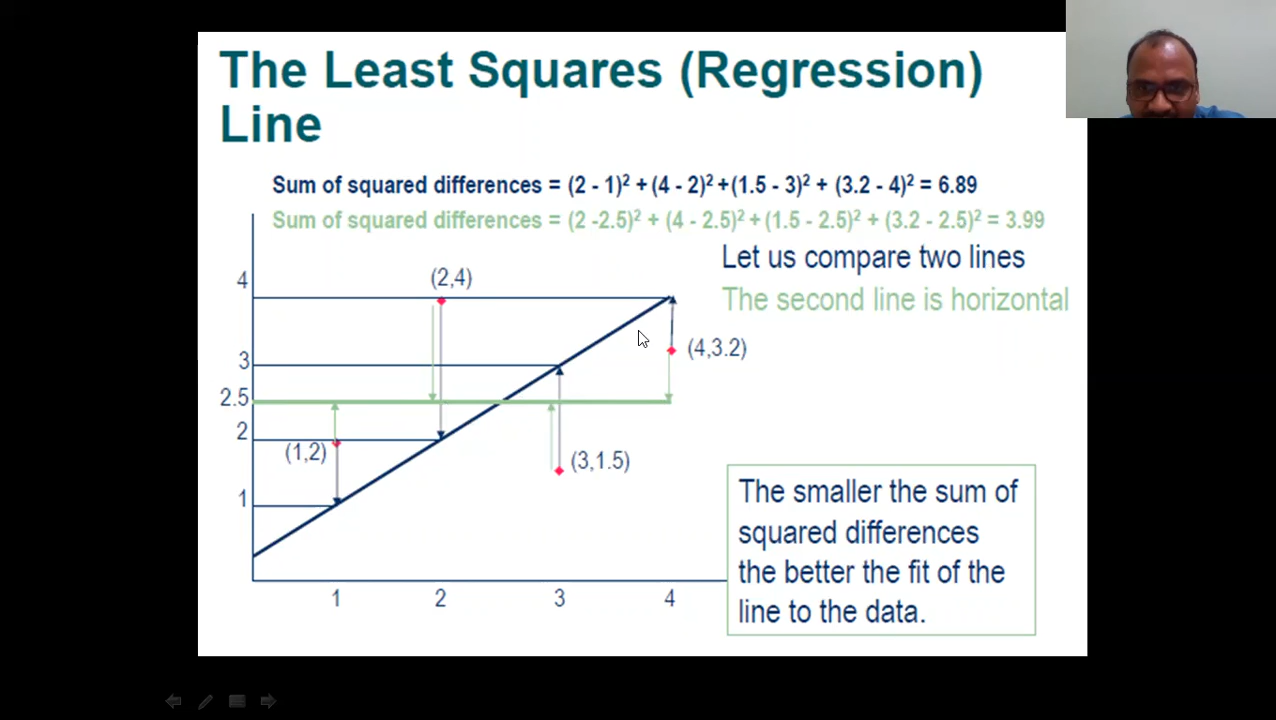 The Least Squares (Regression)
Line
Sum of squared differences = (2 - 1)² + (4 - 2)² + (1.5 - 3)² + (3.2 - 4)² = 6.89
Sum of squared differences = (2 -2.5)² + (4 - 2.5)² + (1.5 - 2.5)² + (3.2 - 2.5)² = 3.99
Let us compare two lines
The second line is horizontal
4
(2,4)
3
(4,3.2)
2.5
2
(1,2)
(3,1.5)
1
1 2 3 4
The smaller the sum of
squared differences
the better the fit of the
line to the data.